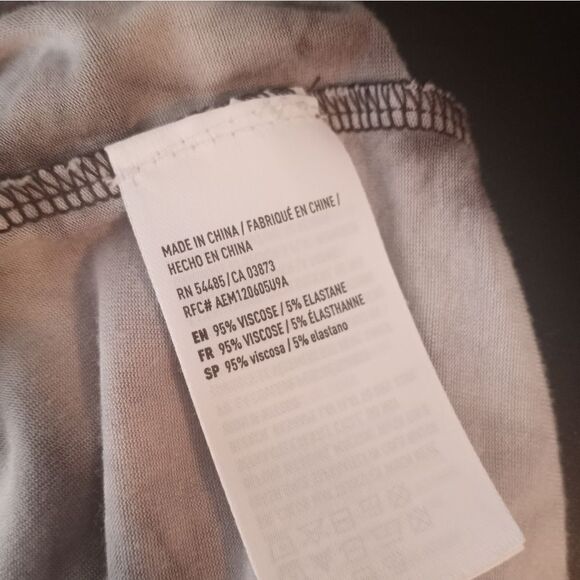 MADE IN CHINA / FABRIQUÉ EN CHINE /
HECHO EN CHINA
RN 54485 / CA 03873
RFC# AEM120605U9A
EN 95% VISCOSE / 5% ELASTANE
FR 95% VISCOSE / 5% ÉLASTHANNE
SP 95% viscosa / 5% elastano